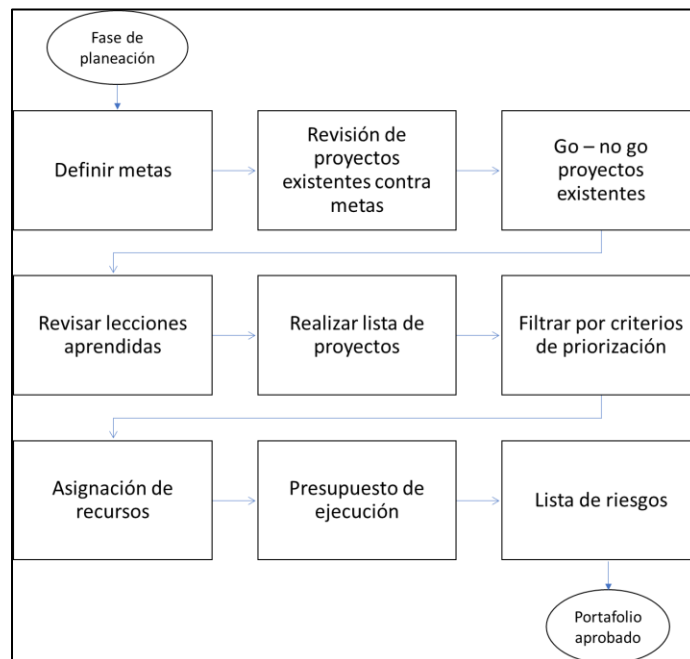 Fase de
planeación
Definir metas
Revisión de
proyectos
existentes contra
metas
Go – no go
proyectos
existentes
Revisar lecciones
aprendidas
Realizar lista de
proyectos
Filtrar por criterios
de priorización
Asignación de
recursos
Presupuesto de
ejecución
Lista de riesgos
Portafolio
aprobado